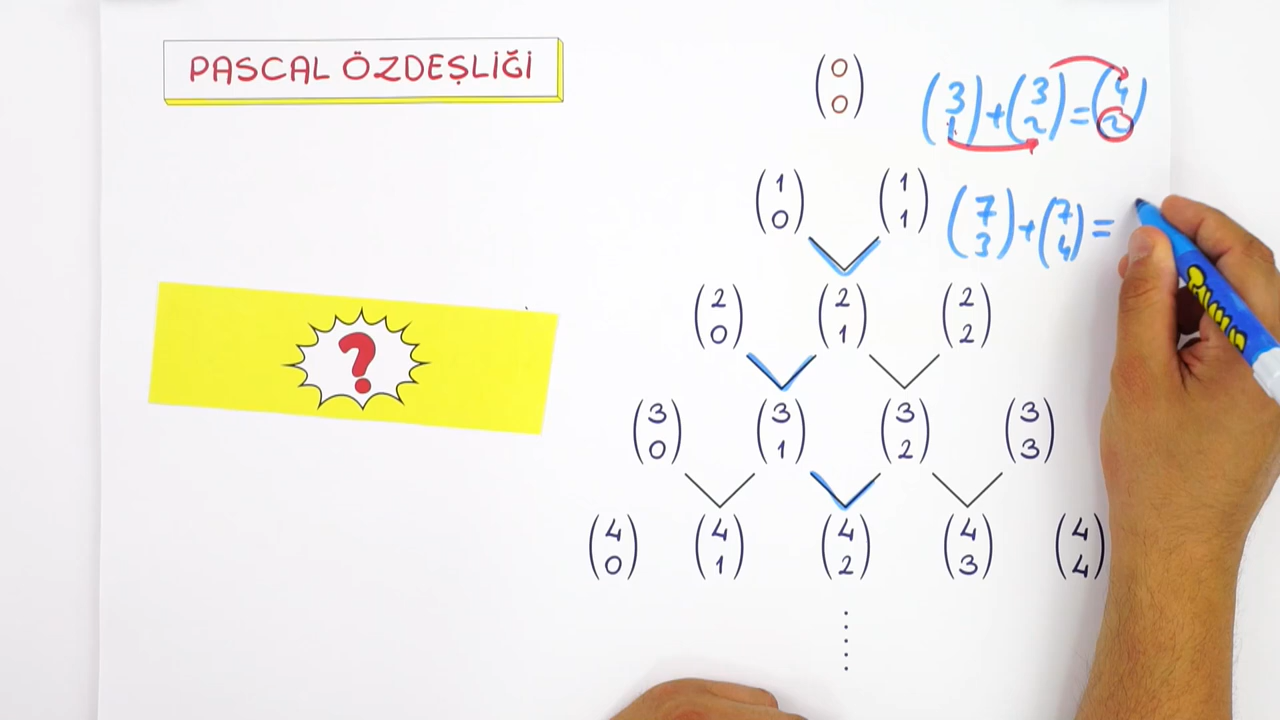 PASCAL ÖZDEŞLİĞİ
(0 0)
(3 1) + (3 2) = (4 2)
(1 0) (1 1)
(7 3) + (7 4) =
?
(2 0) (2 1) (2 2)
(3 0) (3 1) (3 2) (3 3)
(4 0) (4 1) (4 2) (4 3) (4 4)